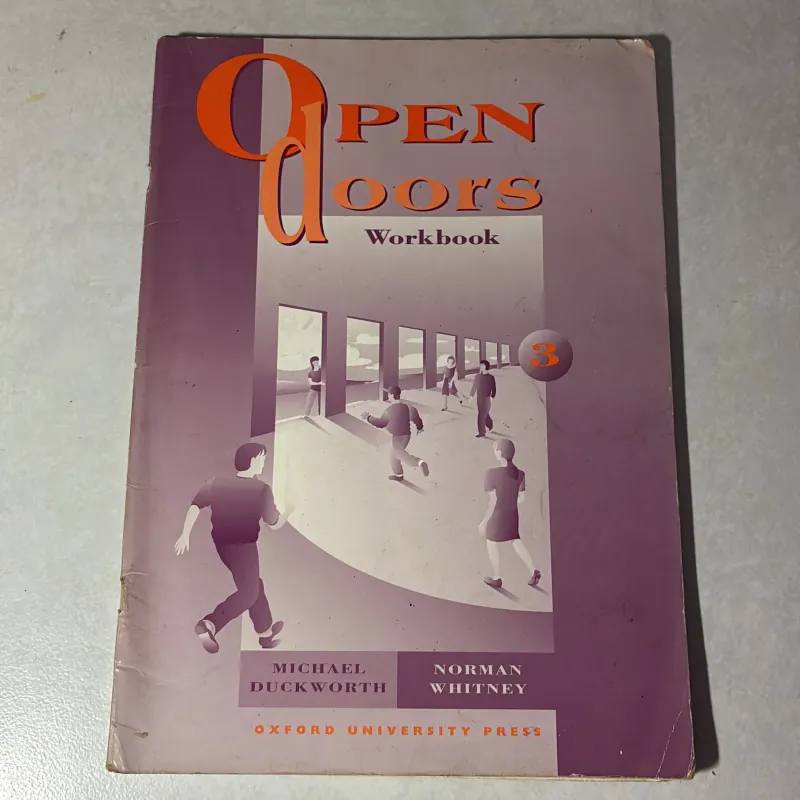 OPEN
doors
Workbook
3
MICHAEL
DUCKWORTH
NORMAN
WHITNEY
OXFORD UNIVERSITY PRESS